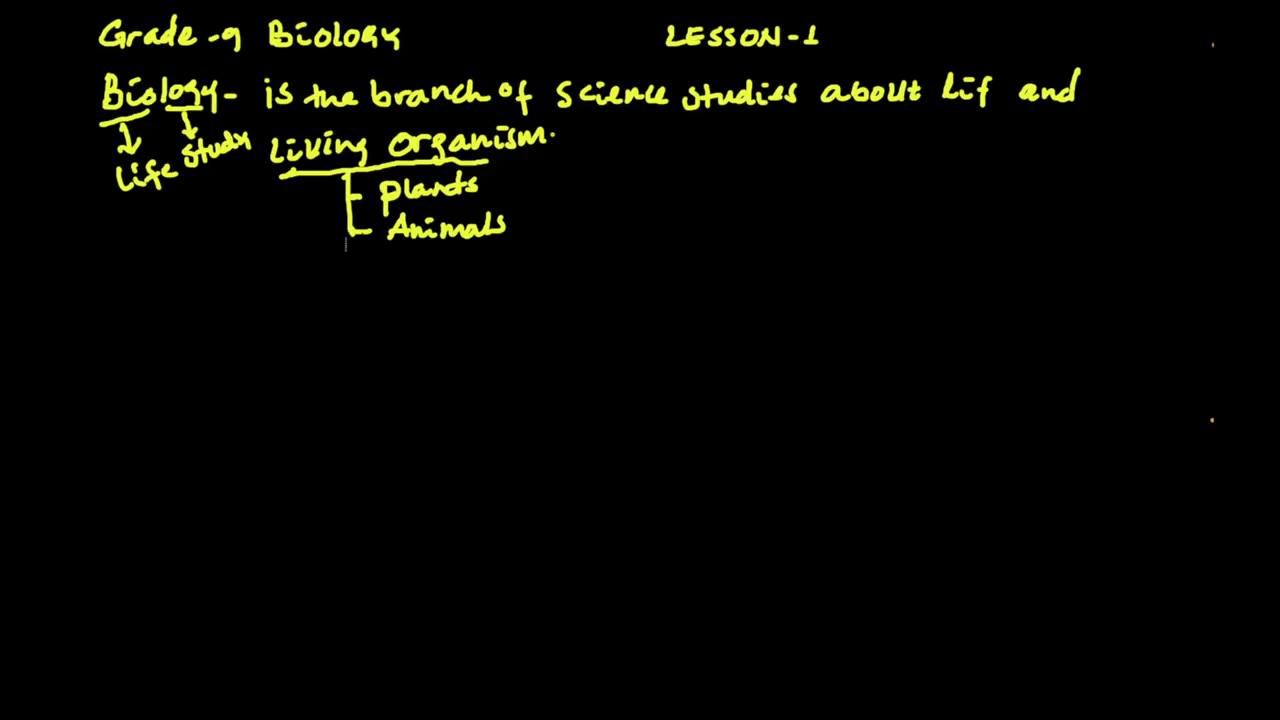 Grade-9 Biology LESSON-1
Biology- is the branch of science studies about Lif and
Life study Living organism.
Plants
Animals